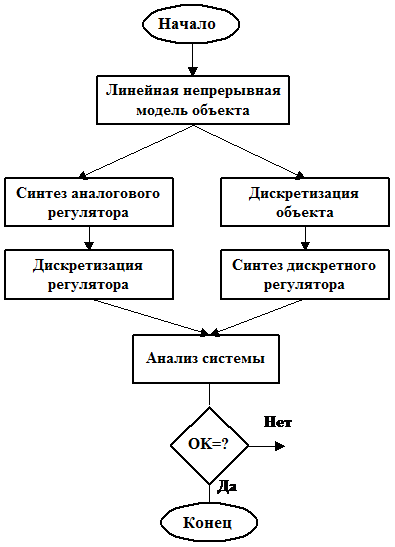 Начало
Линейная непрерывная
модель объекта
Синтез аналогового
регулятора
Дискретизация
объекта
Дискретизация
регулятора
Синтез дискретного
регулятора
Анализ системы
Нет
OK=?
Да
Конец